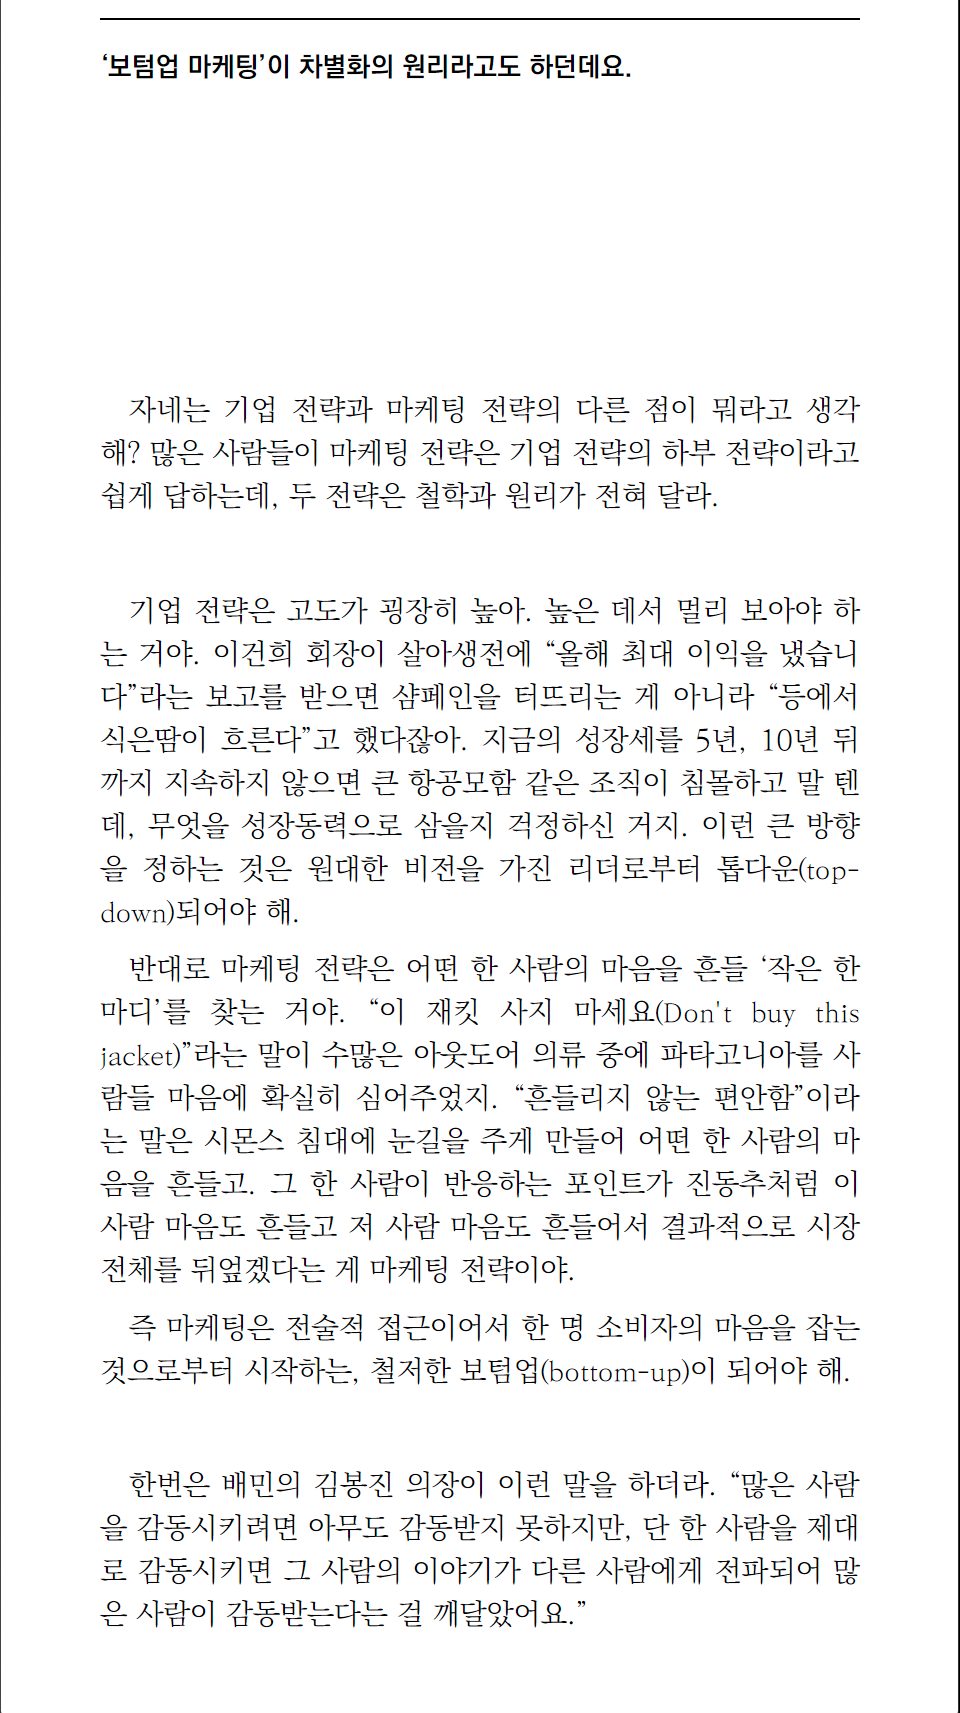 ‘보텀업 마케팅’이 차별화의 원리라고도 하던데요.
자네는 기업 전략과 마케팅 전략의 다른 점이 뭐라고 생각
해? 많은 사람들이 마케팅 전략은 기업 전략의 하부 전략이라고
쉽게 답하는데, 두 전략은 철학과 원리가 전혀 달라.
기업 전략은 고도가 굉장히 높아. 높은 데서 멀리 보아야 하
는 거야. 이건희 회장이 살아생전에 “올해 최대 이익을 냈습니
다”라는 보고를 받으면 샴페인을 터뜨리는 게 아니라 “등에서
식은땀이 흐른다”고 했다잖아. 지금의 성장세를 5년, 10년 뒤
까지 지속하지 않으면 큰 항공모함 같은 조직이 침몰하고 말 텐
데, 무엇을 성장동력으로 삼을지 걱정하신 거지. 이런 큰 방향
을 정하는 것은 원대한 비전을 가진 리더로부터 톱다운(top-
down)되어야 해.
반대로 마케팅 전략은 어떤 한 사람의 마음을 흔들 ‘작은 한
마디’를 찾는 거야. “이 재킷 사지 마세요(Don't buy this
jacket)”라는 말이 수많은 아웃도어 의류 중에 파타고니아를 사
람들 마음에 확실히 심어주었지. “흔들리지 않는 편안함”이라
는 말은 시몬스 침대에 눈길을 주게 만들어 어떤 한 사람의 마
음을 흔들고. 그 한 사람이 반응하는 포인트가 진동추처럼 이
사람 마음도 흔들고 저 사람 마음도 흔들어서 결과적으로 시장
전체를 뒤엎겠다는 게 마케팅 전략이야.
즉 마케팅은 전술적 접근이어서 한 명 소비자의 마음을 잡는
것으로부터 시작하는, 철저한 보텀업(bottom-up)이 되어야 해.
한번은 배민의 김봉진 의장이 이런 말을 하더라. “많은 사람
을 감동시키려면 아무도 감동받지 못하지만, 단 한 사람을 제대
로 감동시키면 그 사람의 이야기가 다른 사람에게 전파되어 많
은 사람이 감동받는다는 걸 깨달았어요.”